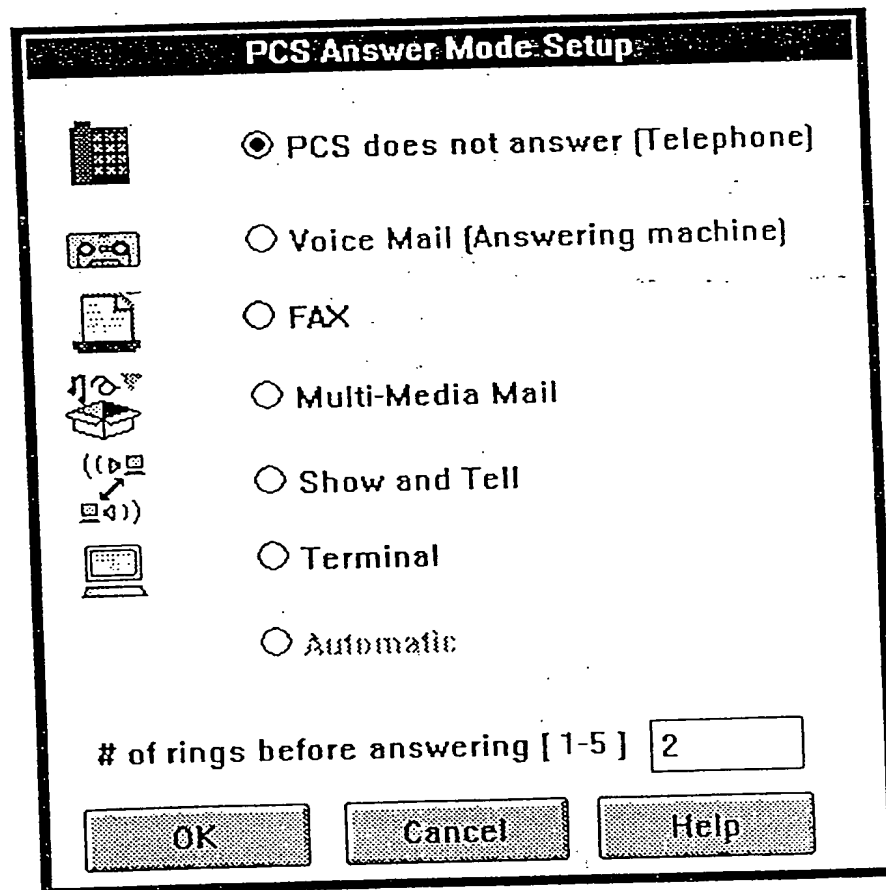 PCS Answer Mode Setup
PCS does not answer (Telephone)
Voice Mail (Answering machine)
FAX
Multi-Media Mail
Show and Tell
Terminal
Automatic
# of rings before answering [ 1-5 ] 2
OK Cancel Help